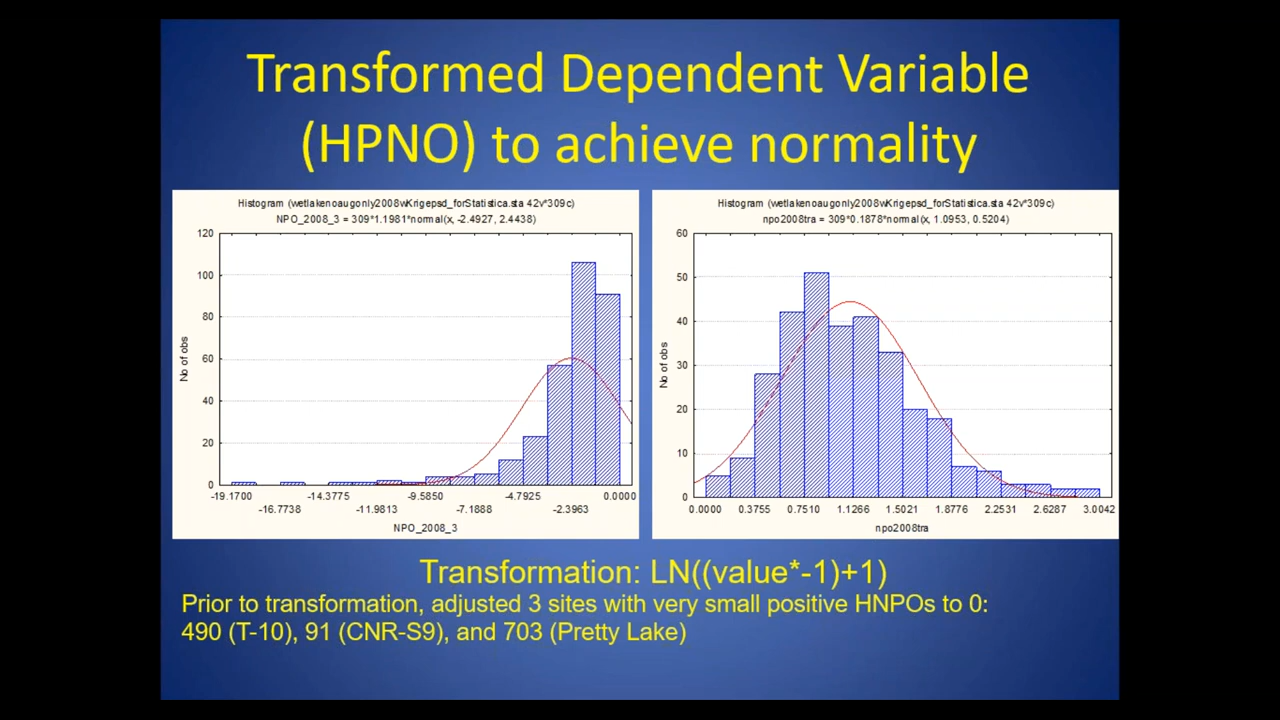 Transformed Dependent Variable
(HPNO) to achieve normality
Histogram (wetlakenoaugonly2008wKrigepsd_forStatistica.sta 42v*309c)
NPO_2008_3 = 309*1.1981*normal(x, -2.4927, 2.4438)
120
100
80
60
40
20
0
No of obs
-19.1700 -14.3775 -9.5850 -4.7925 0.0000
-16.7738 -11.9813 -7.1888 -2.3963
NPO_2008_3
Histogram (wetlakenoaugonly2008wKrigepsd_forStatistica.sta 42v*309c)
npo2008tra = 309*0.1878*normal(x, 1.0953, 0.5204)
60
50
40
30
20
10
0
No of obs
0.0000 0.3755 0.7510 1.1266 1.5021 1.8776 2.2531 2.6287 3.0042
npo2008tra
Transformation: LN((value*-1)+1)
Prior to transformation, adjusted 3 sites with very small positive HNPOs to 0:
490 (T-10), 91 (CNR-S9), and 703 (Pretty Lake)